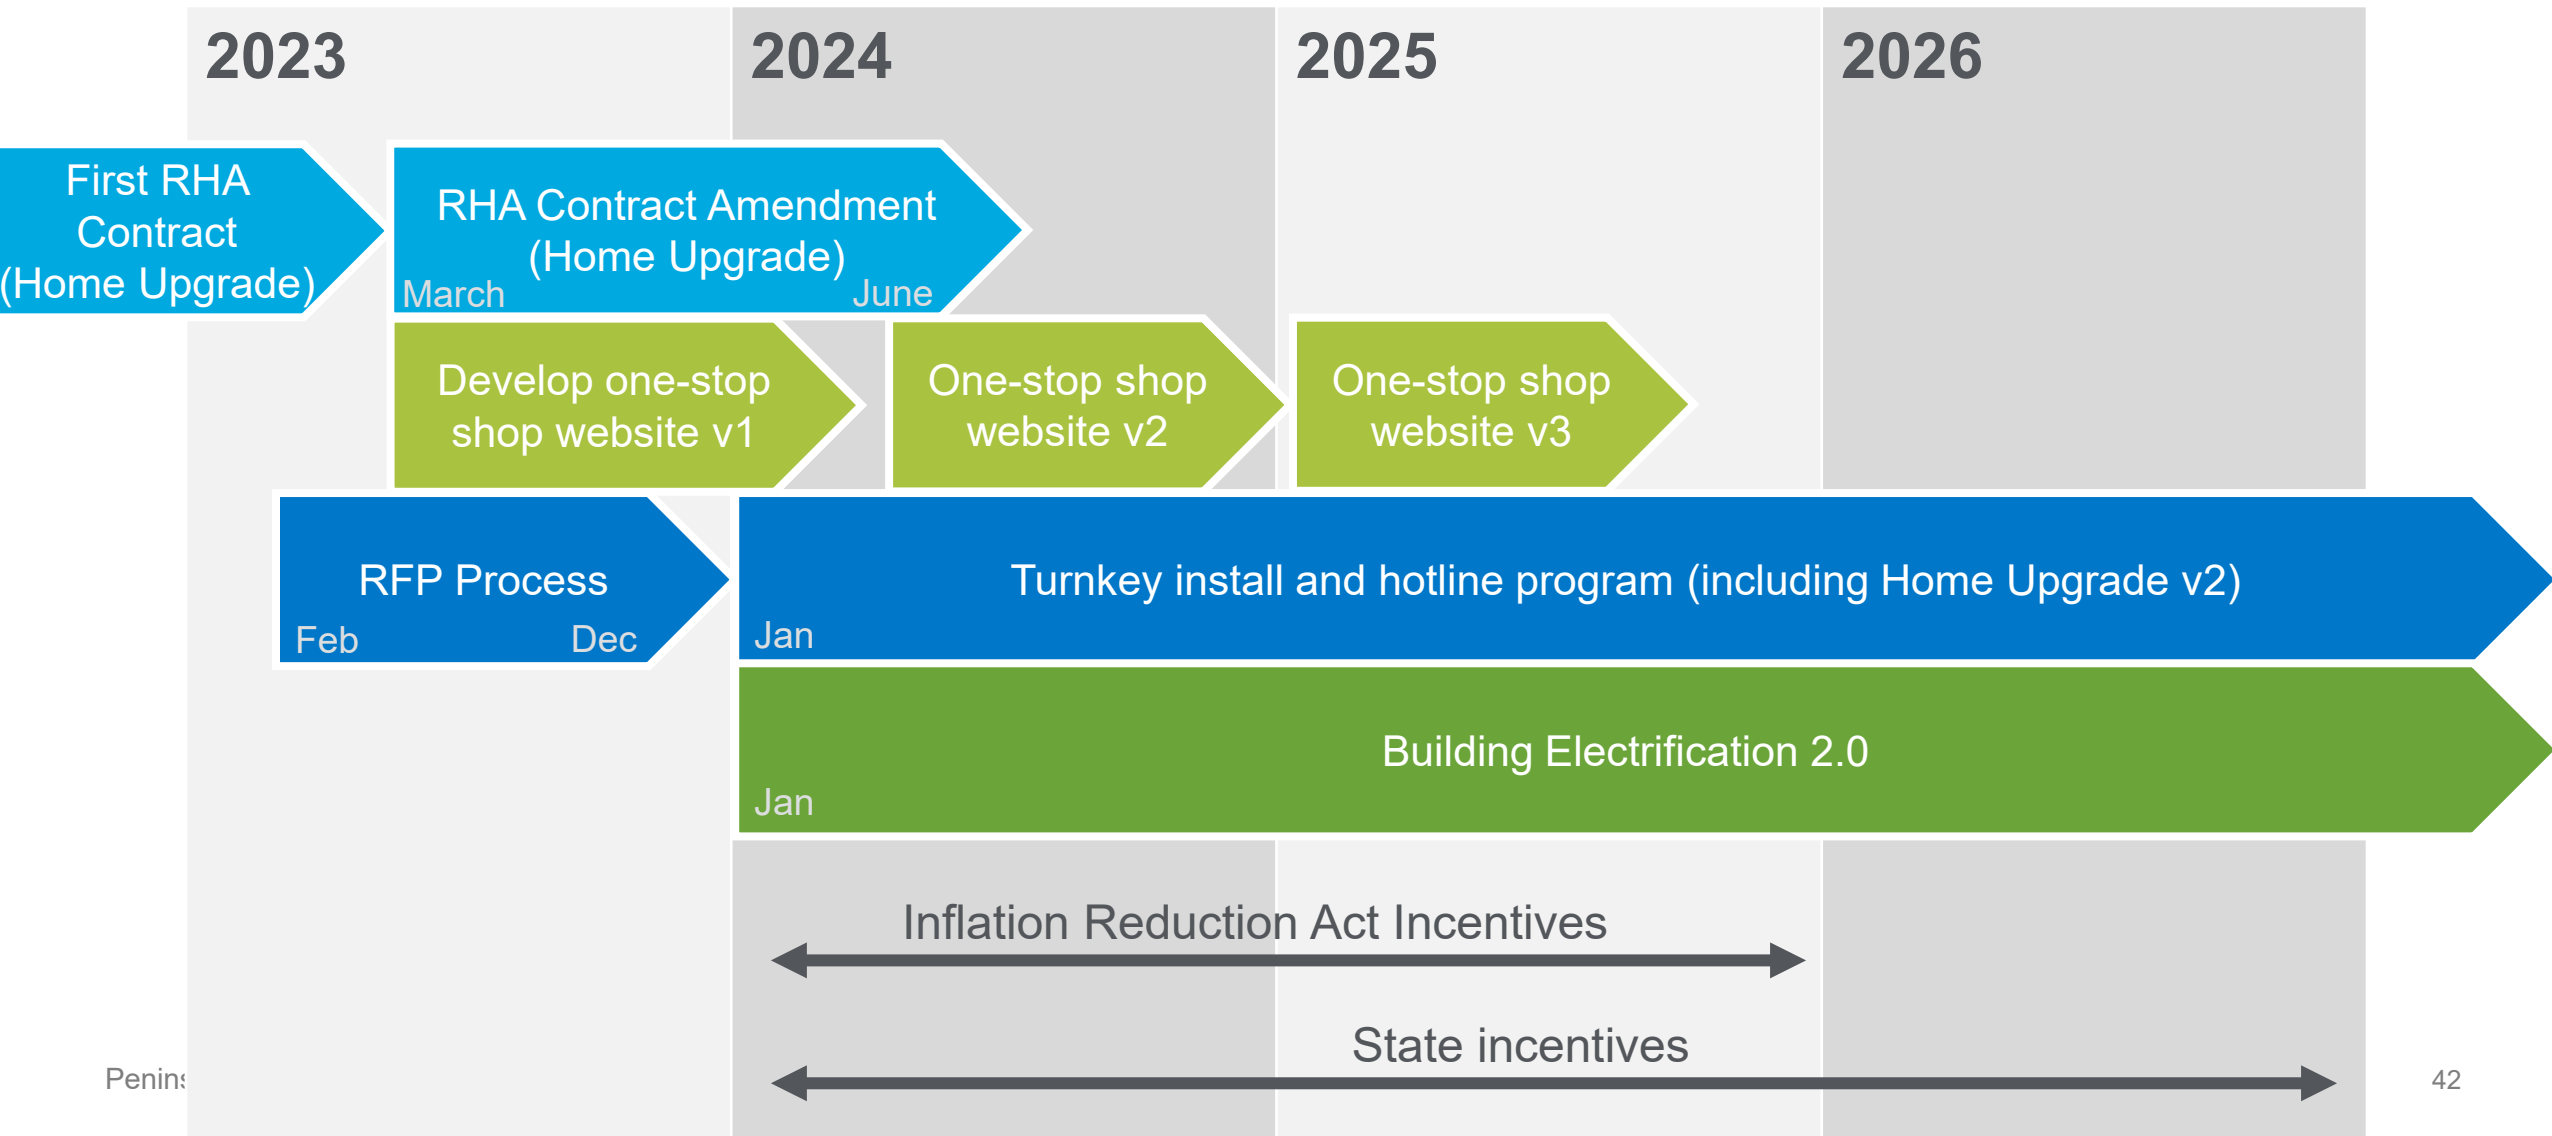 2023
2024
2025
2026
First RHA
Contract
(Home Upgrade)
RHA Contract Amendment
(Home Upgrade)
March
June
Develop one-stop
shop website v1
One-stop shop
website v2
One-stop shop
website v3
RFP Process
Feb
Dec
Turnkey install and hotline program (including Home Upgrade v2)
Jan
Building Electrification 2.0
Jan
Inflation Reduction Act Incentives
State incentives
42